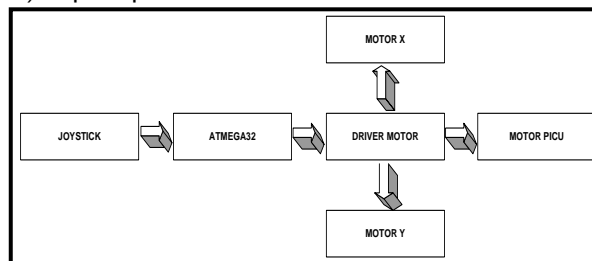 MOTOR X
JOYSTICK
ATMEGA32
DRIVER MOTOR
MOTOR PICU
MOTOR Y